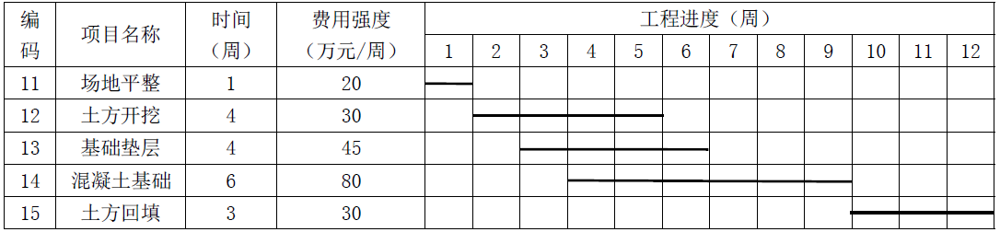 编码 项目名称 时间（周） 费用强度（万元/周） 工程进度（周）
1 2 3 4 5 6 7 8 9 10 11 12
11 场地平整 1 20
12 土方开挖 4 30
13 基础垫层 4 45
14 混凝土基础 6 80
15 土方回填 3 30